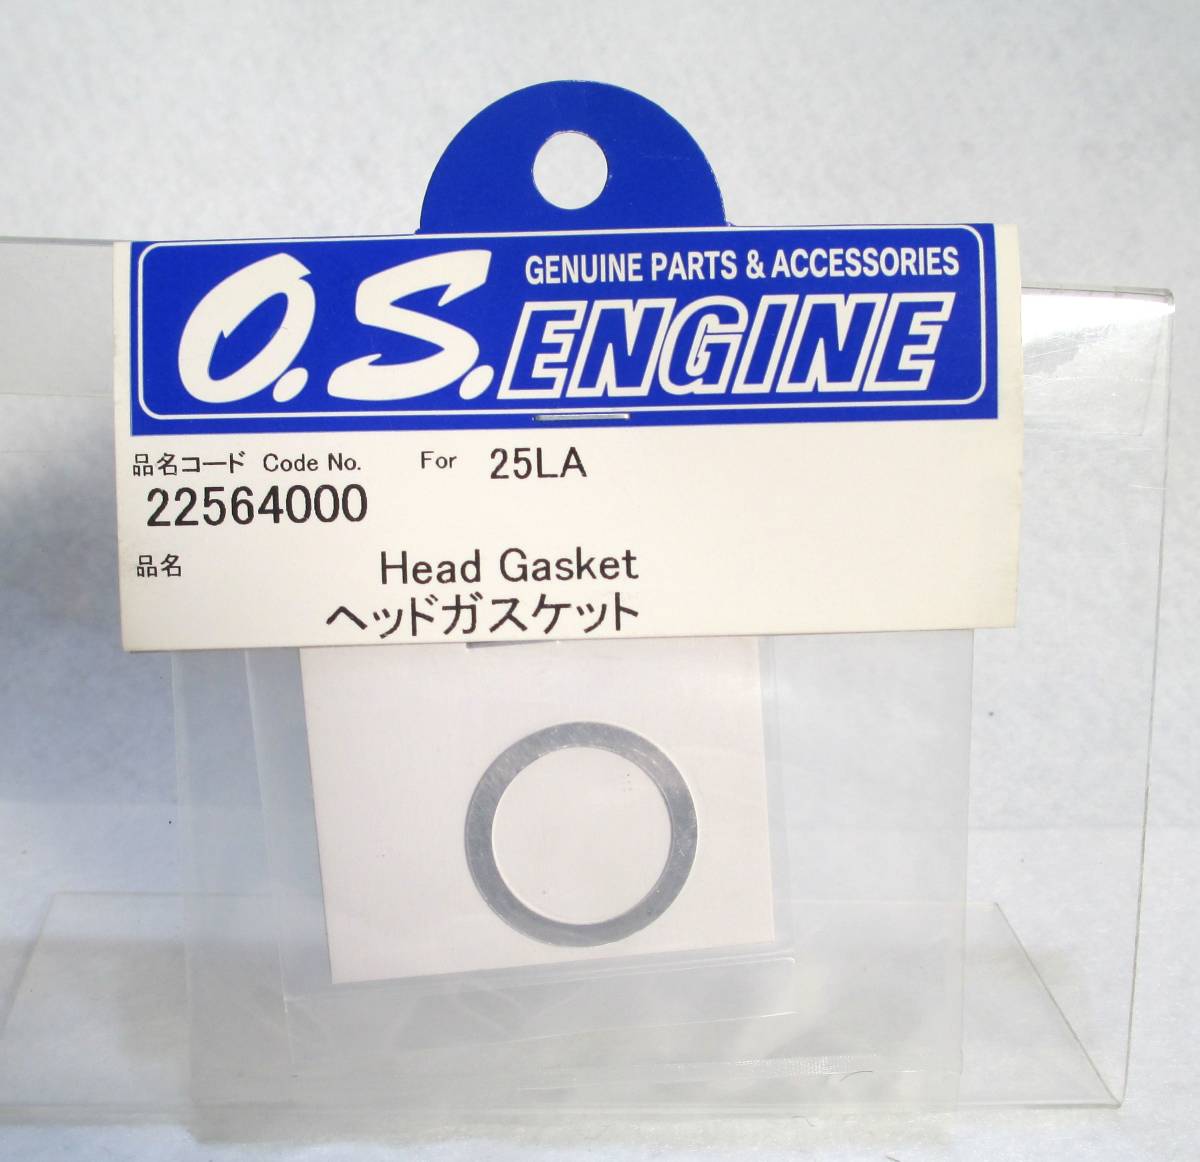 GENUINE PARTS & ACCESSORIES
O.S.ENGINE
品名コード Code No. For 25LA
22564000
品名 Head Gasket
ヘッドガスケット